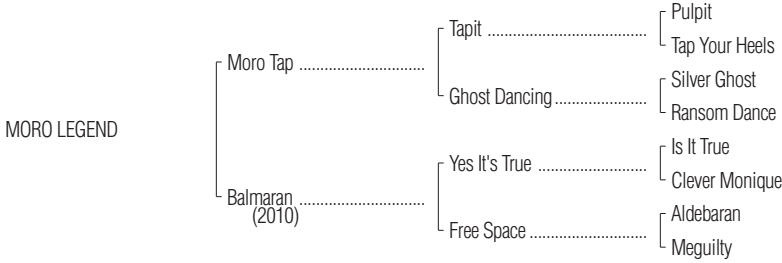 Pulpit
Tapit ................................
Tap Your Heels
Moro Tap ..............................
Silver Ghost
Ghost Dancing .......................
Ransom Dance
MORO LEGEND
Is It True
Yes It's True ...........................
Clever Monique
Balmaran ..............................
(2010)
Aldebaran
Free Space .............................
Meguilty